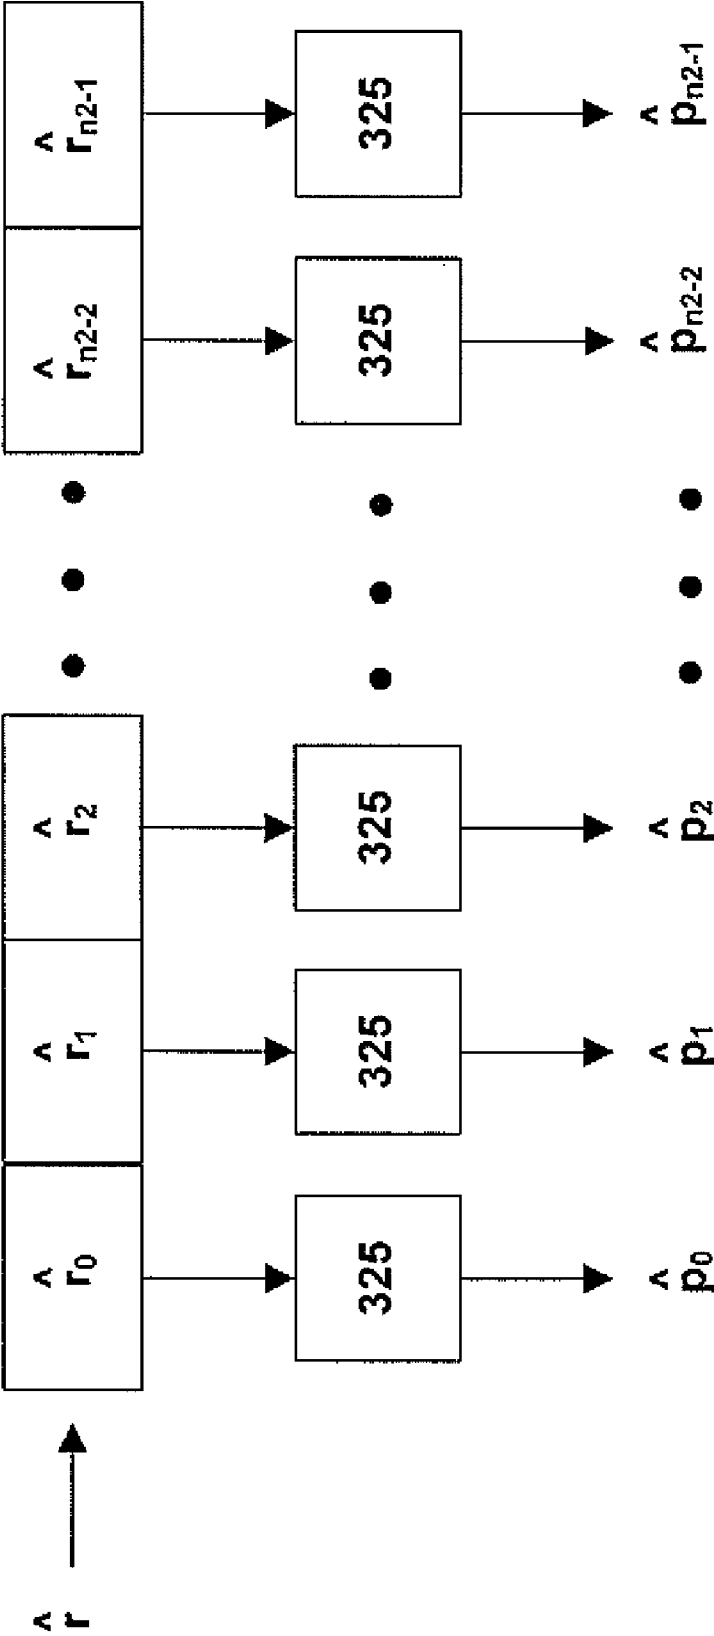 r̂ r̂₀ r̂₁ r̂₂ • • • r̂ₙ₂₋₂ r̂ₙ₂₋₁
325 325 325 • • • 325 325
p̂₀ p̂₁ p̂₂ • • • p̂ₙ₂₋₂ p̂ₙ₂₋₁